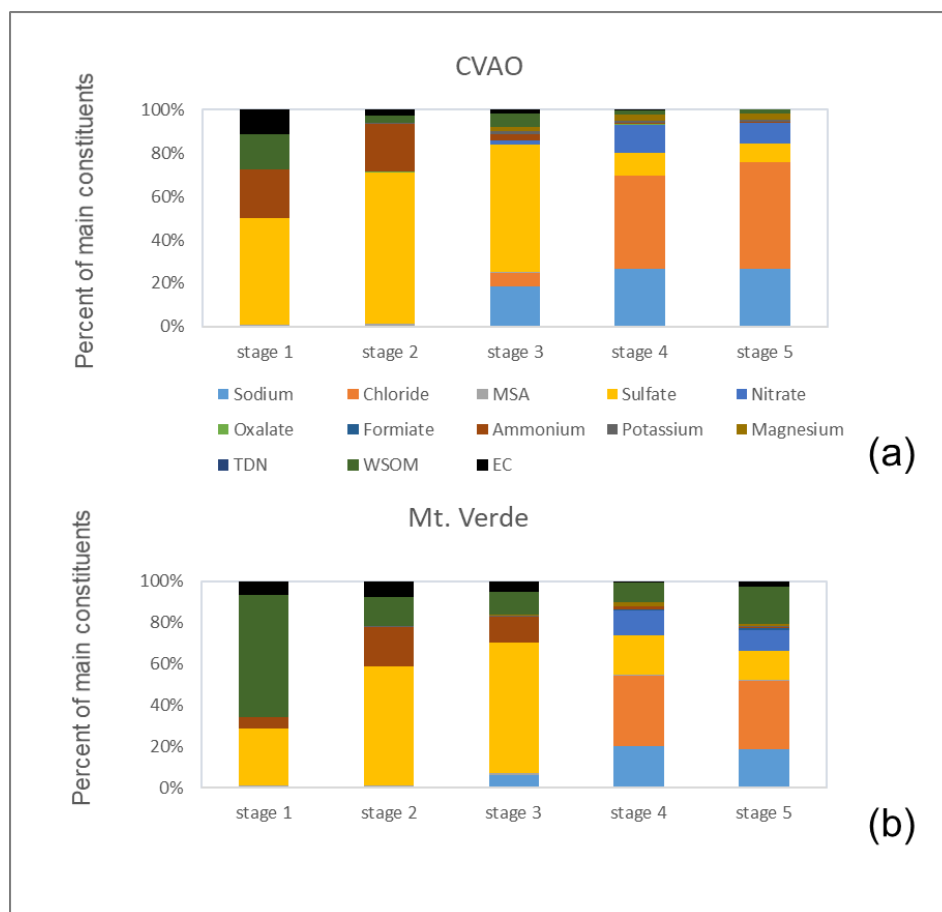 CVAO
Percent of main constituents
100%
80%
60%
40%
20%
0%
stage 1 stage 2 stage 3 stage 4 stage 5
Sodium Chloride MSA Sulfate Nitrate
Oxalate Formiate Ammonium Potassium Magnesium
TDN WSOM EC
(a)
Mt. Verde
Percent of main constituents
100%
80%
60%
40%
20%
0%
stage 1 stage 2 stage 3 stage 4 stage 5
(b)